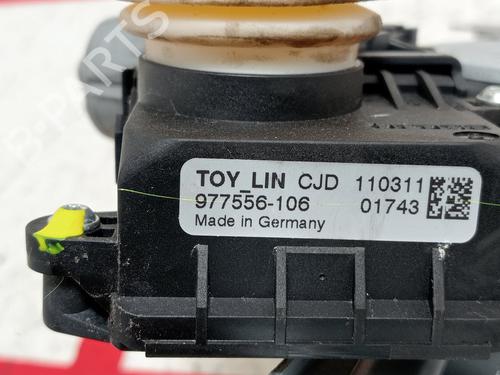 TOY_LIN CJD 110311
977556-106 01743
Made in Germany